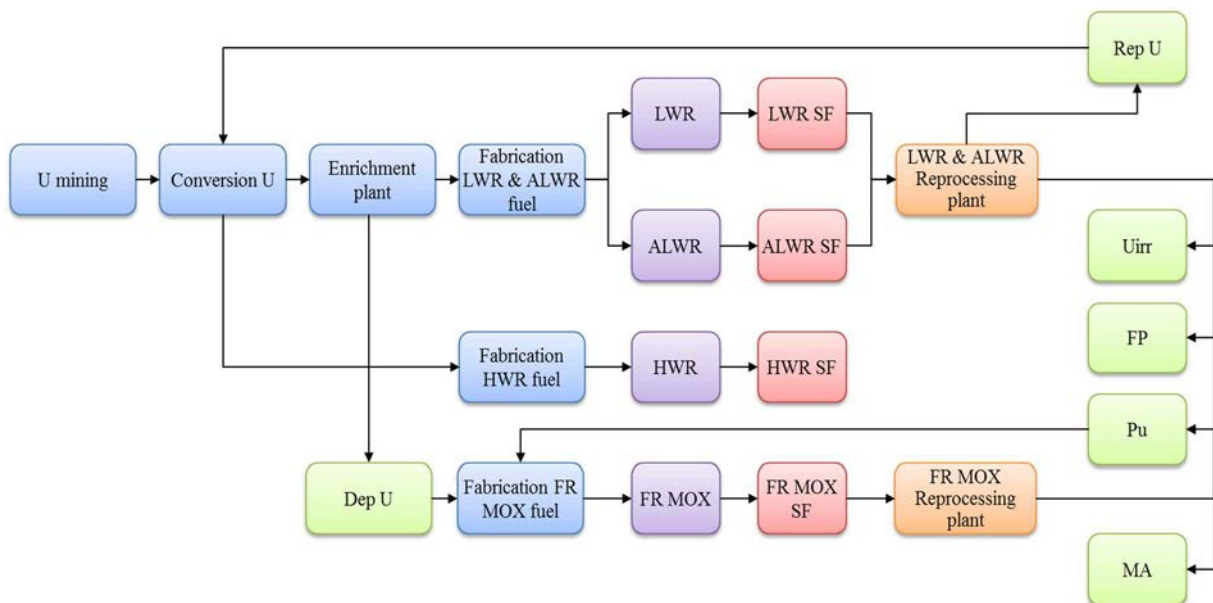 Rep U
LWR
LWR SF
U mining
Conversion U
Enrichment
plant
Fabrication
LWR & ALWR
fuel
LWR & ALWR
Reprocessing
plant
ALWR
ALWR SF
Uirr
FP
Fabrication
HWR fuel
HWR
HWR SF
Pu
Dep U
Fabrication FR
MOX fuel
FR MOX
FR MOX
SF
FR MOX
Reprocessing
plant
MA